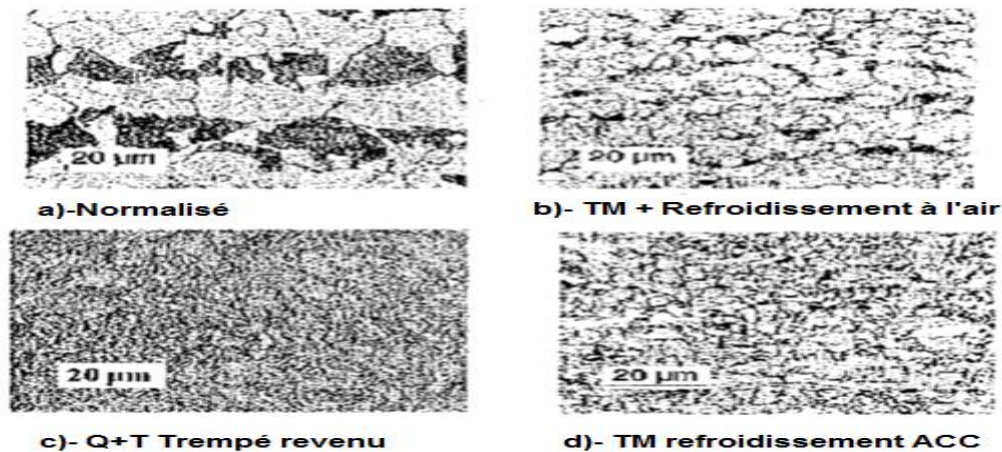 20 µm
20 µm
a)-Normalisé
b)- TM + Refroidissement à l'air
20 µm
20 µm
c)- Q+T Trempé revenu
d)- TM refroidissement ACC